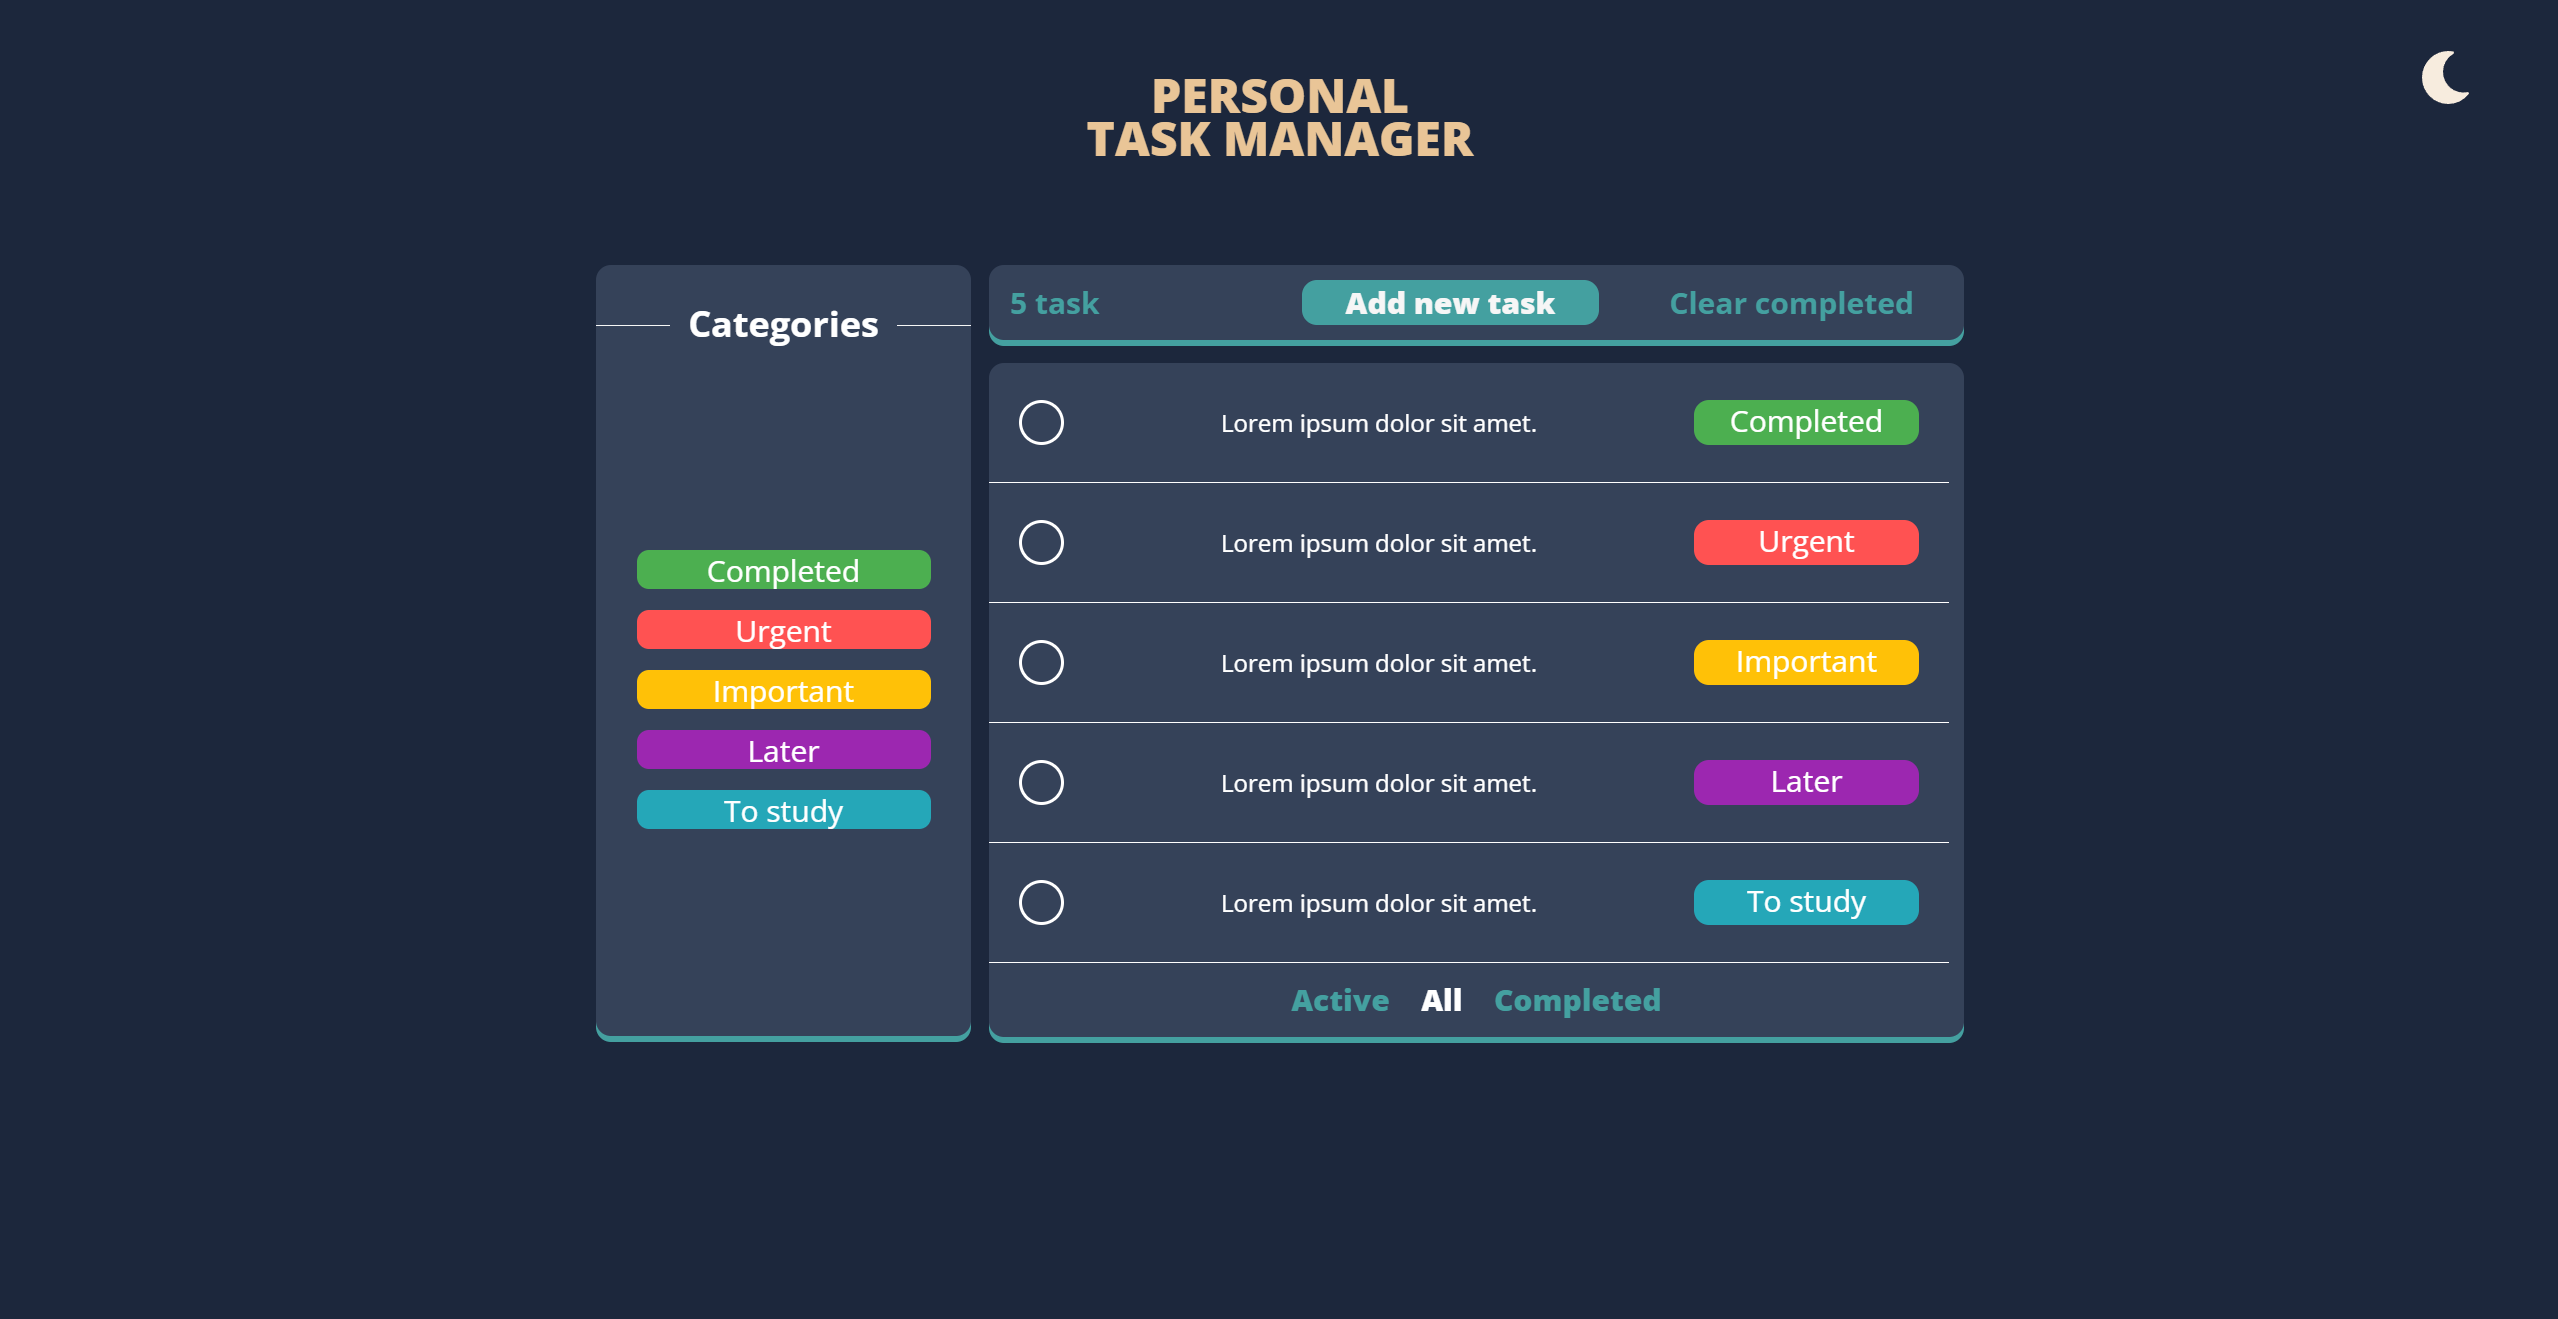 PERSONAL
TASK MANAGER
Categories
Completed
Urgent
Important
Later
To study
5 task
Add new task
Clear completed
Lorem ipsum dolor sit amet.
Completed
Lorem ipsum dolor sit amet.
Urgent
Lorem ipsum dolor sit amet.
Important
Lorem ipsum dolor sit amet.
Later
Lorem ipsum dolor sit amet.
To study
Active All Completed